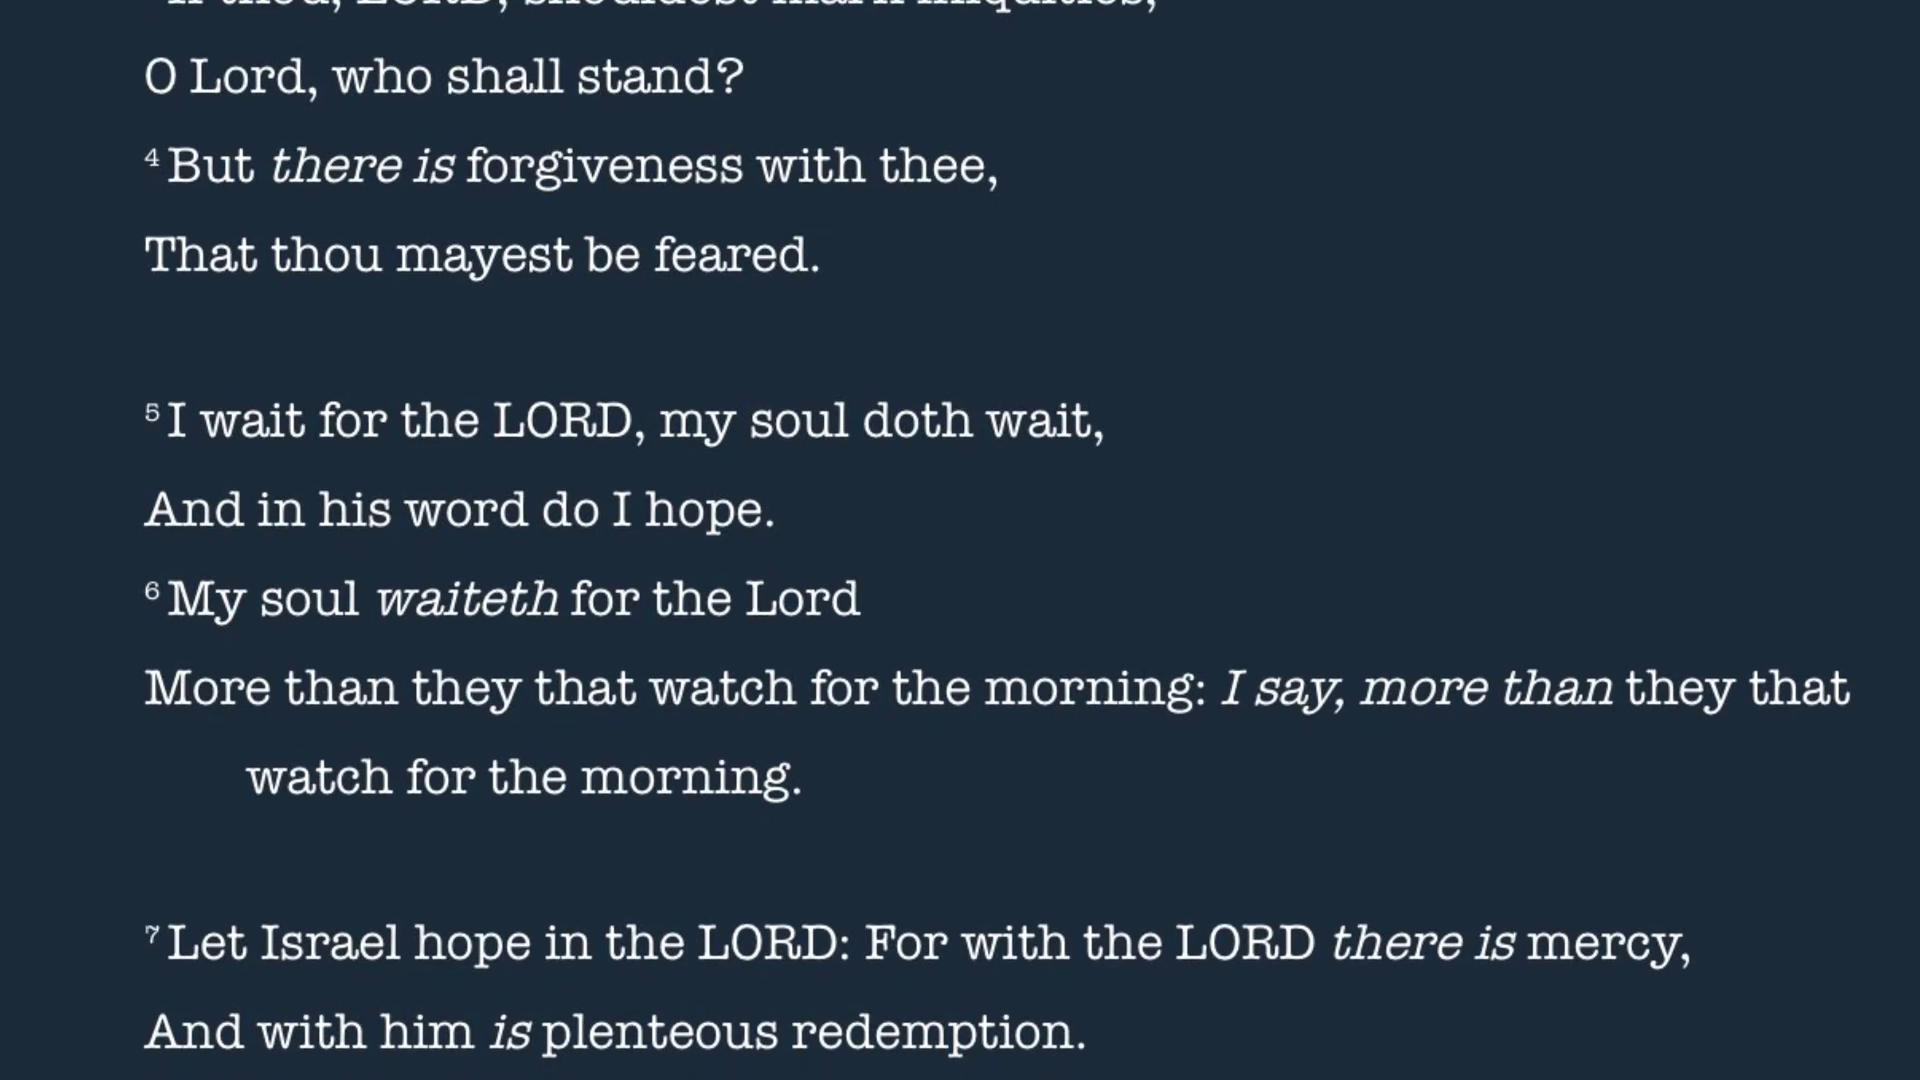 O Lord, who shall stand?
4 But there is forgiveness with thee,
That thou mayest be feared.
5 I wait for the LORD, my soul doth wait,
And in his word do I hope.
6 My soul waiteth for the Lord
More than they that watch for the morning: I say, more than they that
watch for the morning.
7 Let Israel hope in the LORD: For with the LORD there is mercy,
And with him is plenteous redemption.